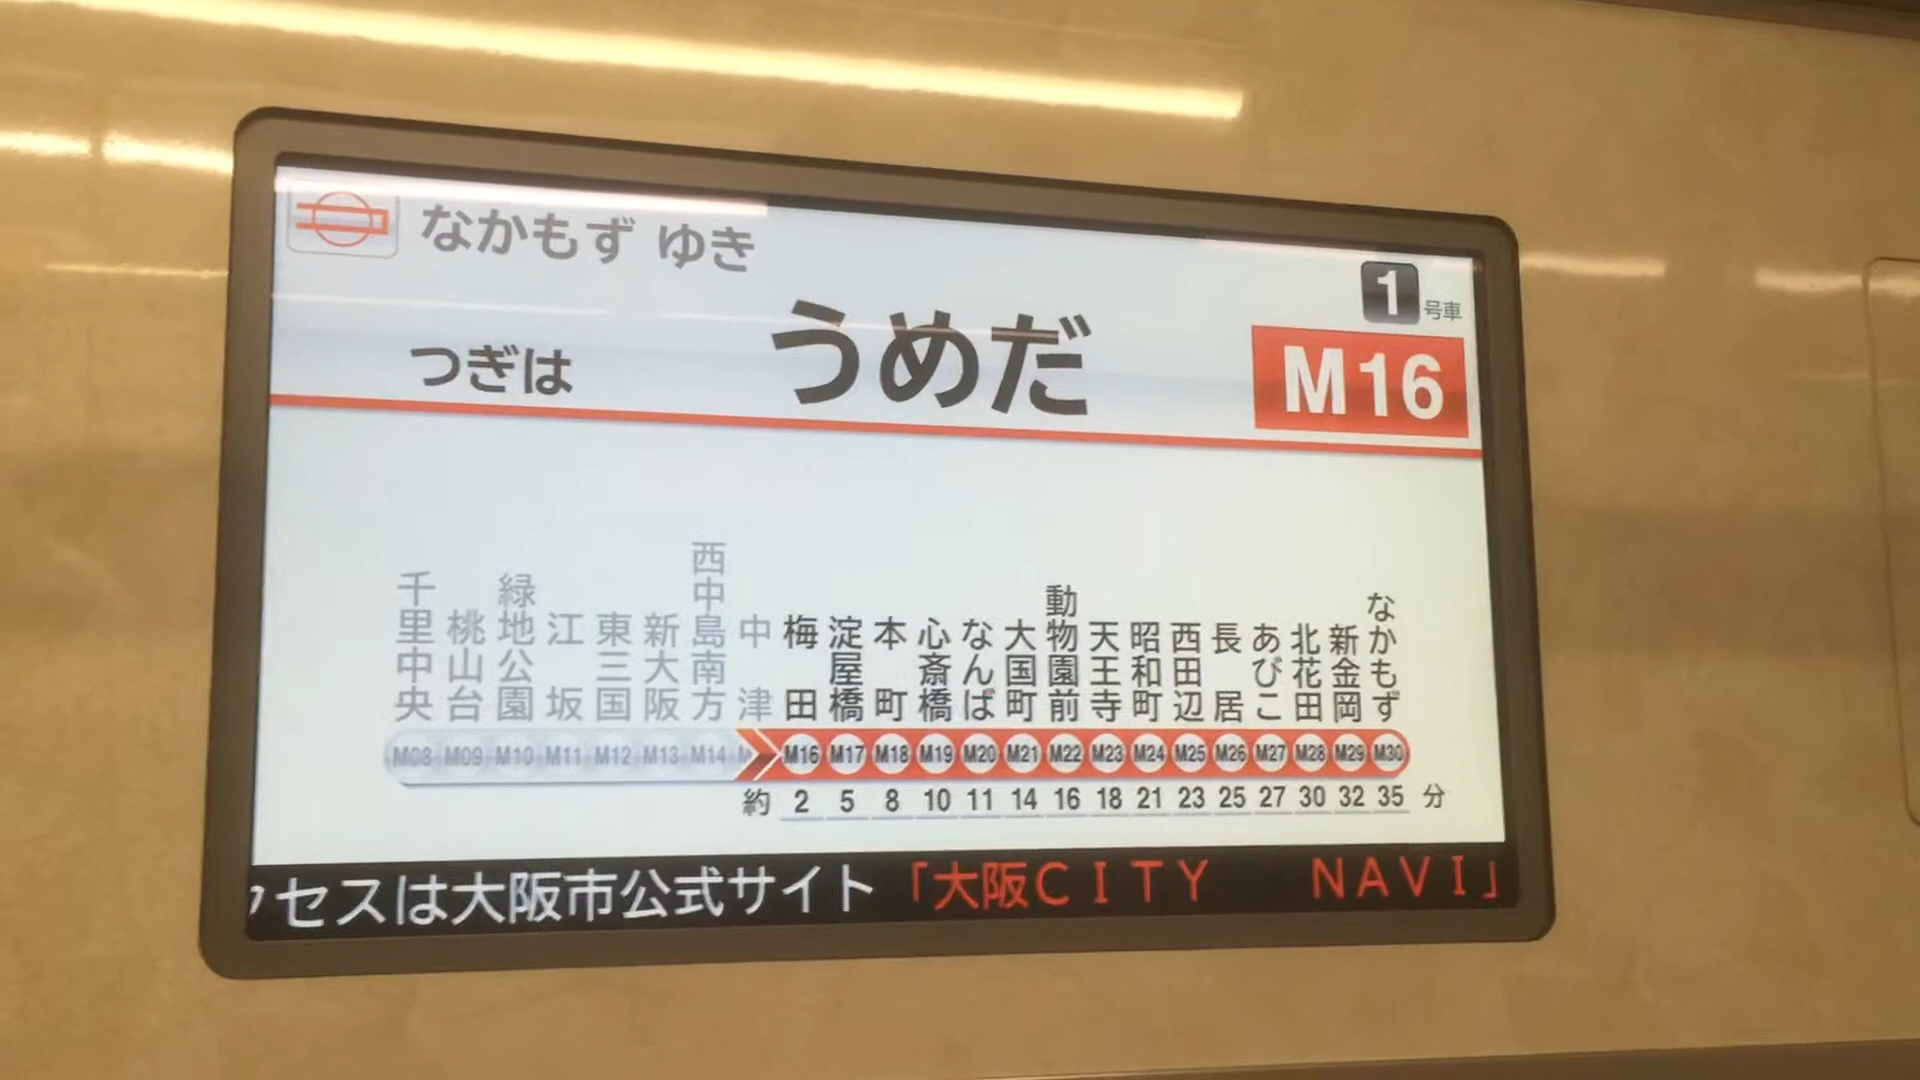 なかもず ゆき
1 号車
つぎは うめだ M16
千里中央 桃山台 緑地公園 江坂 東三国 新大阪 西中島南方 中津 梅田 淀屋橋 本町 心斎橋 なんば 大国町 動物園前 天王寺 昭和町 西田辺 長居 あびこ 北花田 新金岡 なかもず
M08 M09 M10 M11 M12 M13 M14 M16 M17 M18 M19 M20 M21 M22 M23 M24 M25 M26 M27 M28 M29 M30
約 2 5 8 10 11 14 16 18 21 23 25 27 30 32 35 分
セスは大阪市公式サイト「大阪ＣＩＴＹ　ＮＡＶＩ」